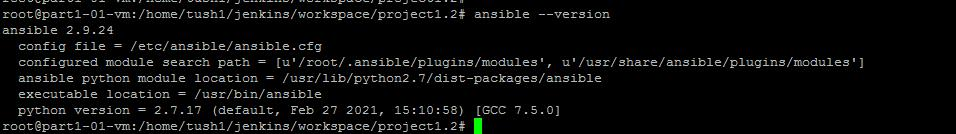 root@part1-01-vm:/home/tush1/jenkins/workspace/project1.2# ansible --version
ansible 2.9.24
  config file = /etc/ansible/ansible.cfg
  configured module search path = [u'/root/.ansible/plugins/modules', u'/usr/share/ansible/plugins/modules']
  ansible python module location = /usr/lib/python2.7/dist-packages/ansible
  executable location = /usr/bin/ansible
  python version = 2.7.17 (default, Feb 27 2021, 15:10:58) [GCC 7.5.0]
root@part1-01-vm:/home/tush1/jenkins/workspace/project1.2#